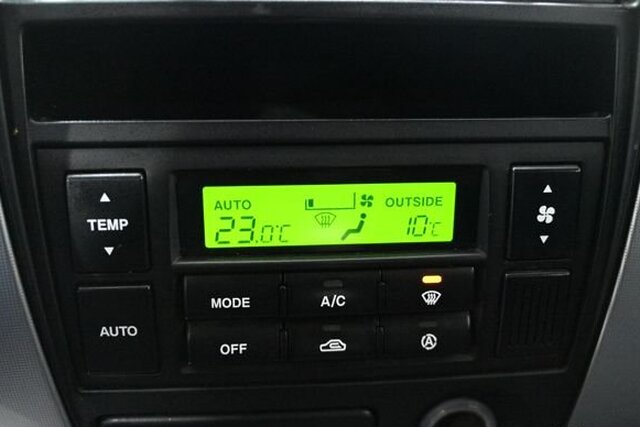 AUTO OUTSIDE
23.0°C 10°C
TEMP
MODE A/C
AUTO
OFF A